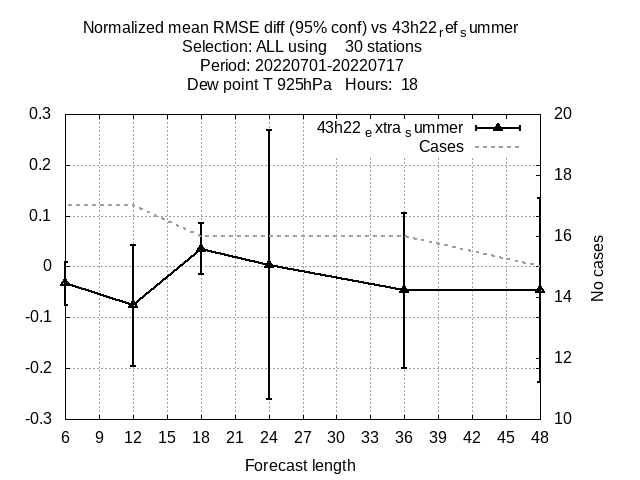 Normalized mean RMSE diff (95% conf) vs 43h22refsummer
Selection: ALL using 30 stations
Period: 20220701-20220717
Dew point T 925hPa Hours: 18
43h22extrasummer
Cases
0.3
0.2
0.1
0
-0.1
-0.2
-0.3
20
18
16
14
12
10
No cases
6 9 12 15 18 21 24 27 30 33 36 39 42 45 48
Forecast length